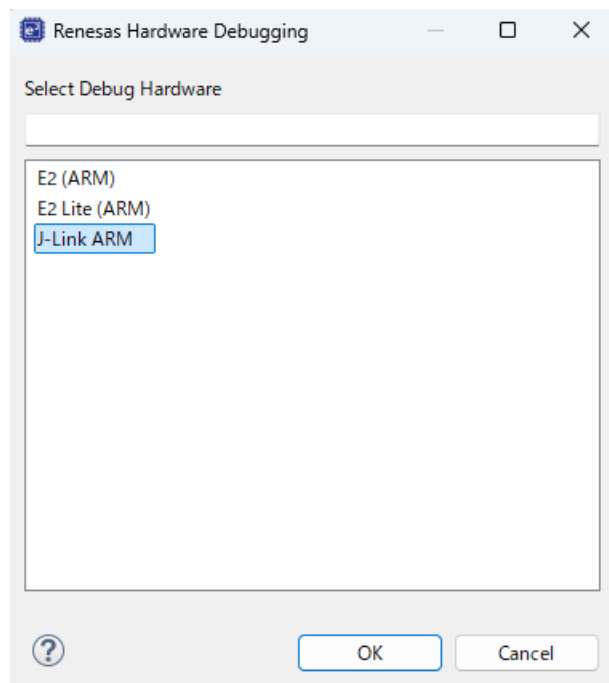 Renesas Hardware Debugging
Select Debug Hardware
E2 (ARM)
E2 Lite (ARM)
J-Link ARM
?
OK
Cancel